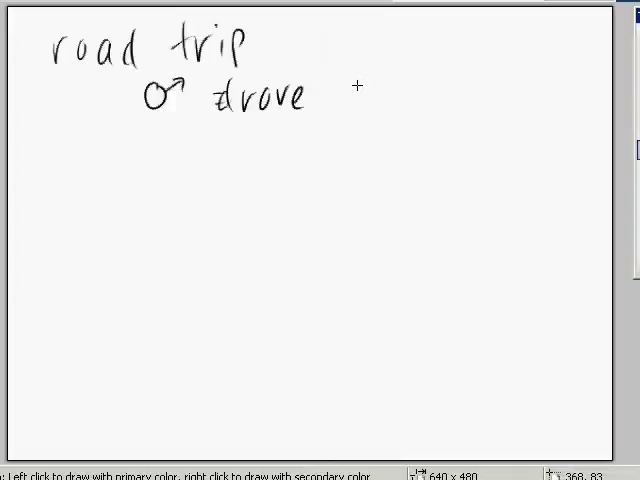 road trip
♂ drove
: Left click to draw with primary color, right click to draw with secondary color
640 x 480
368, 83